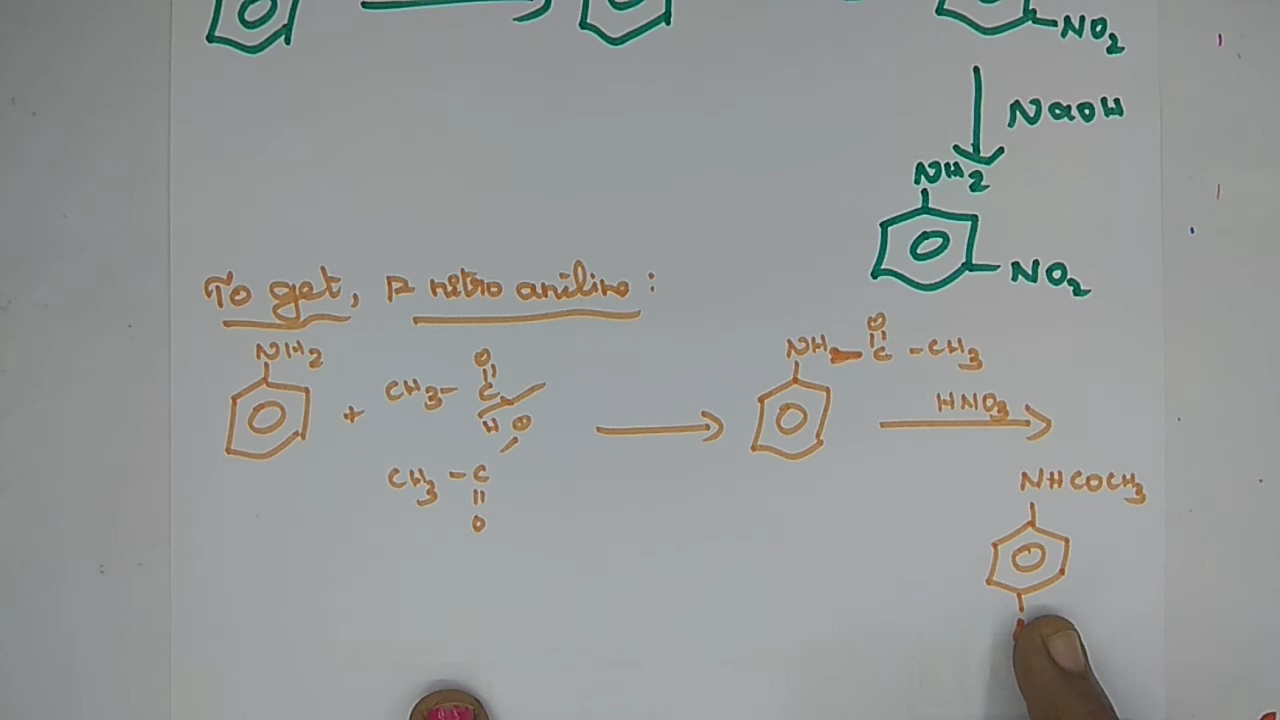 NO2
NaOH
NH2
NO2
To get, P nitro aniline:
NH2
+ CH3- C O
H O
CH3 - C O
NH - C O - CH3
HNO3
NHCOCH3